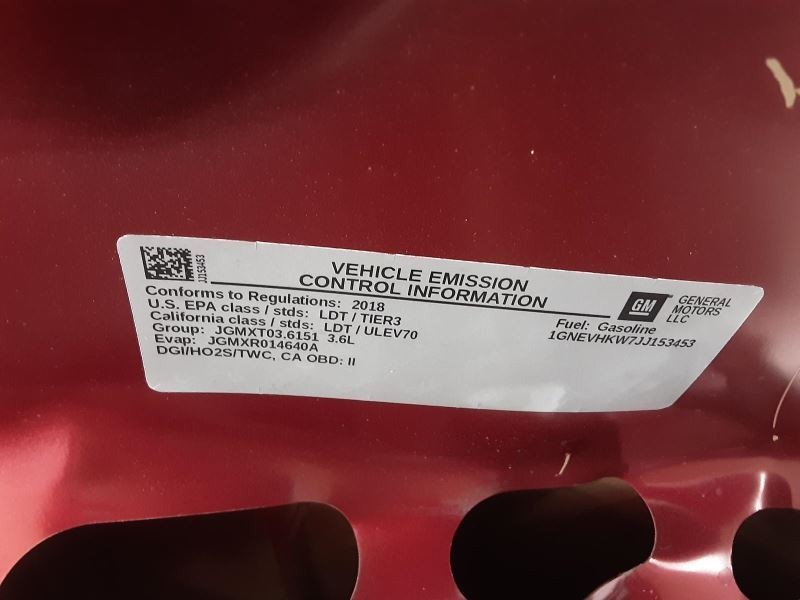 JJ153453
VEHICLE EMISSION
CONTROL INFORMATION
GM
GENERAL
MOTORS
LLC
Conforms to Regulations: 2018
U.S. EPA class / stds: LDT / TIER3
California class / stds: LDT / ULEV70
Group: JGMXT03.6151 3.6L
Evap: JGMXR014640A
DGI/HO2S/TWC, CA OBD: II
Fuel: Gasoline
1GNEVHKW7JJ153453